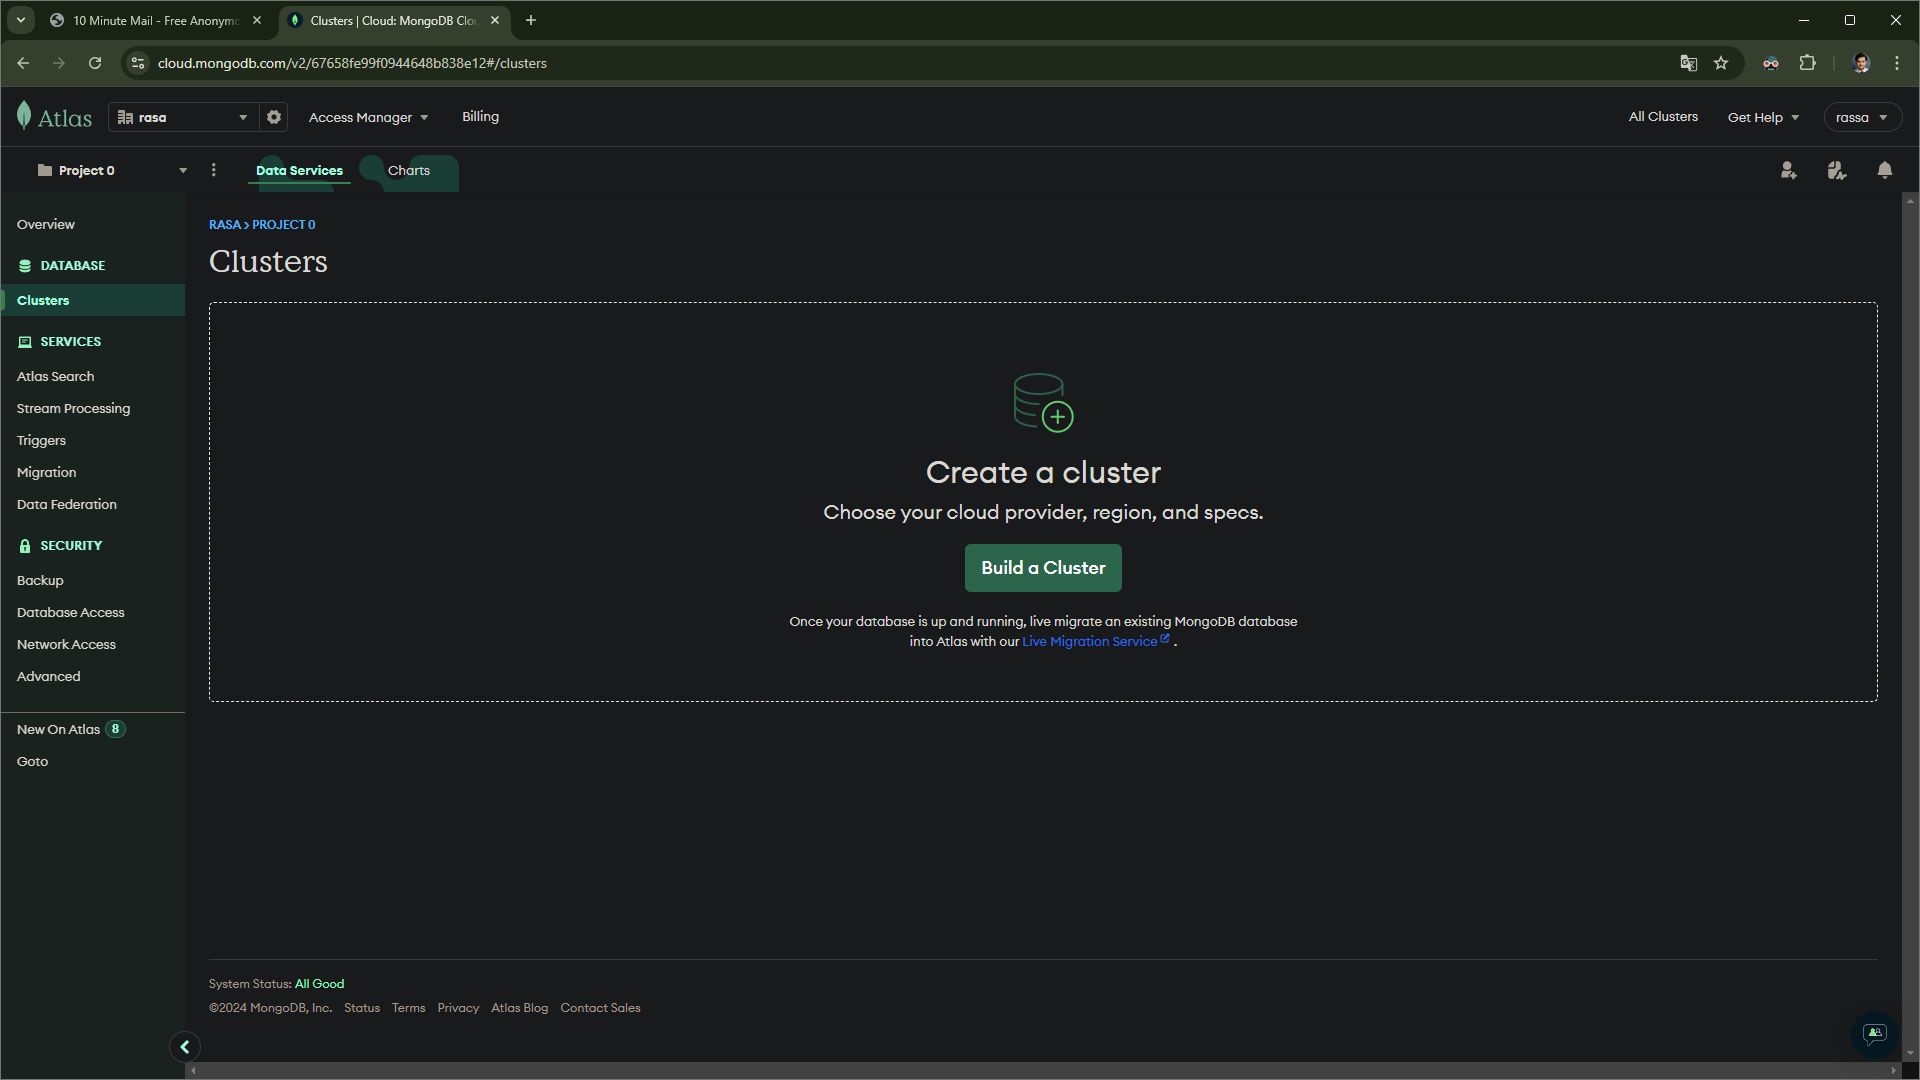 10 Minute Mail - Free Anonymo
Clusters | Cloud: MongoDB Clou
cloud.mongodb.com/v2/67658fe99f0944648b838e12#/clusters
Atlas
rasa
Access Manager
Billing
All Clusters
Get Help
rassa
Project 0
Data Services
Charts
Overview
DATABASE
Clusters
SERVICES
Atlas Search
Stream Processing
Triggers
Migration
Data Federation
SECURITY
Backup
Database Access
Network Access
Advanced
New On Atlas 8
Goto
RASA > PROJECT 0
Clusters
Create a cluster
Choose your cloud provider, region, and specs.
Build a Cluster
Once your database is up and running, live migrate an existing MongoDB database
into Atlas with our Live Migration Service .
System Status: All Good
©2024 MongoDB, Inc. Status Terms Privacy Atlas Blog Contact Sales